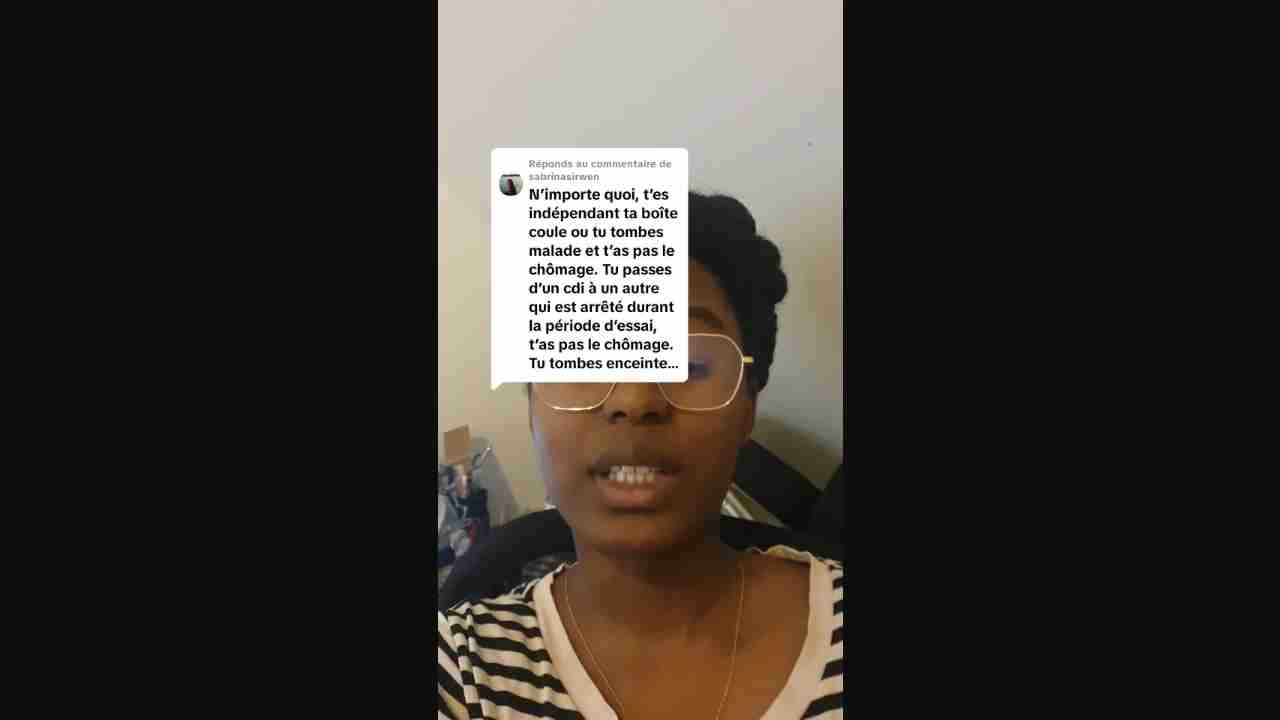 Réponds au commentaire de
sabrinasirwen
N'importe quoi, t'es
indépendant ta boîte
coule ou tu tombes
malade et t'as pas le
chômage. Tu passes
d'un cdi à un autre
qui est arrêté durant
la période d'essai,
t'as pas le chômage.
Tu tombes enceinte...